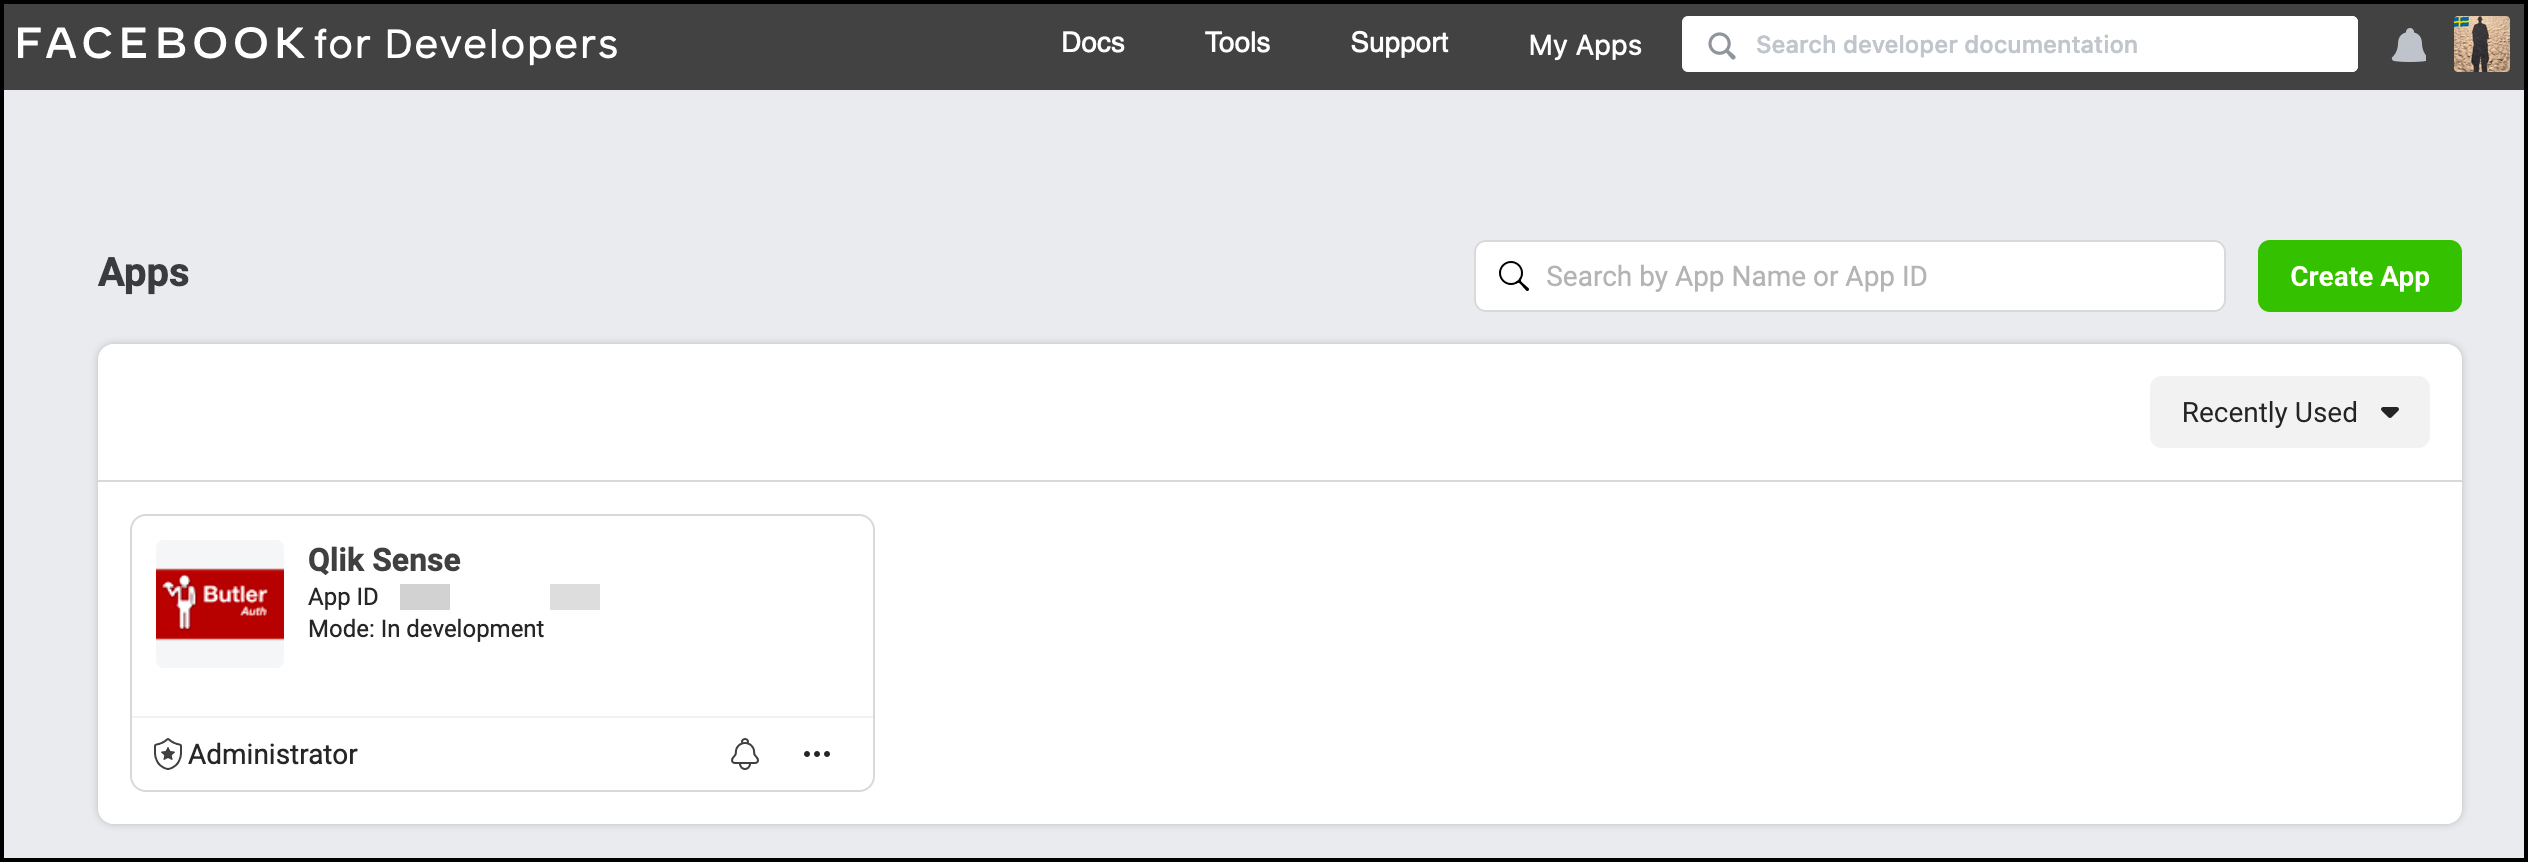 FACEBOOK for Developers Docs Tools Support My Apps Search developer documentation
Apps Search by App Name or App ID Create App
Recently Used
Butler
Auth
Qlik Sense
App ID
Mode: In development
Administrator